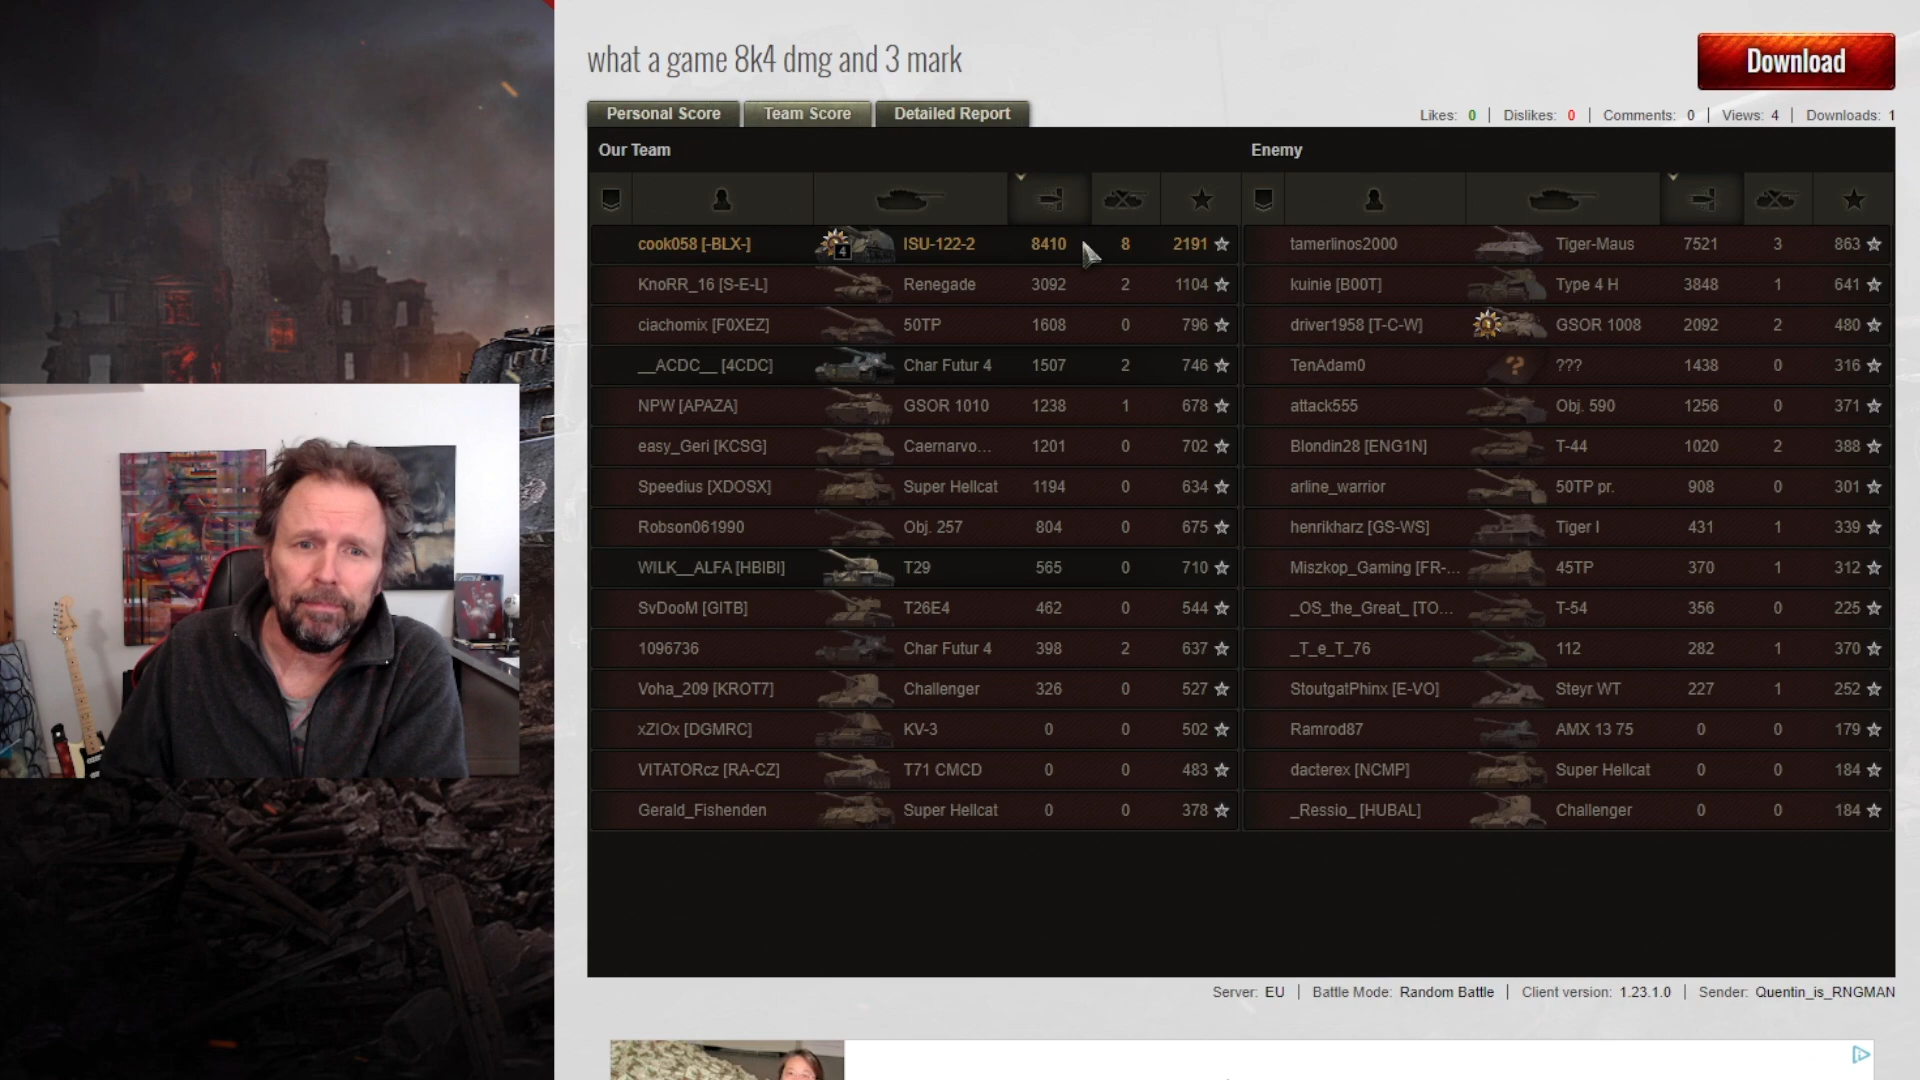 what a game 8k4 dmg and 3 mark
Download
Personal Score Team Score Detailed Report
Likes: 0 | Dislikes: 0 | Comments: 0 | Views: 4 | Downloads: 1
Our Team Enemy
cook058 [-BLX-] 4 ISU-122-2 8410 8 2191 tamerlinos2000 Tiger-Maus 7521 3 863
KnoRR_16 [S-E-L] Renegade 3092 2 1104 kuinie [B00T] Type 4 H 3848 1 641
ciachomix [F0XEZ] 50TP 1608 0 796 driver1958 [T-C-W] GSOR 1008 2092 2 480
__ACDC__ [4CDC] Char Futur 4 1507 2 746 TenAdam0 ? ??? 1438 0 316
NPW [APAZA] GSOR 1010 1238 1 678 attack555 Obj. 590 1256 0 371
easy_Geri [KCSG] Caernarvo... 1201 0 702 Blondin28 [ENG1N] T-44 1020 2 388
Speedius [XDOSX] Super Hellcat 1194 0 634 arline_warrior 50TP pr. 908 0 301
Robson061990 Obj. 257 804 0 675 henrikharz [GS-WS] Tiger I 431 1 339
WILK__ALFA [HBIBI] T29 565 0 710 Miszkop_Gaming [FR-... 45TP 370 1 312
SvDooM [GITB] T26E4 462 0 544 _OS_the_Great_ [TO... T-54 356 0 225
1096736 Char Futur 4 398 2 637 _T_e_T_76 112 282 1 370
Voha_209 [KROT7] Challenger 326 0 527 StoutgatPhinx [E-VO] Steyr WT 227 1 252
xZIOx [DGMRC] KV-3 0 0 502 Ramrod87 AMX 13 75 0 0 179
VITATORcz [RA-CZ] T71 CMCD 0 0 483 dacterex [NCMP] Super Hellcat 0 0 184
Gerald_Fishenden Super Hellcat 0 0 378 _Ressio_ [HUBAL] Challenger 0 0 184
Server: EU | Battle Mode: Random Battle | Client version: 1.23.1.0 | Sender: Quentin_is_RNGMAN